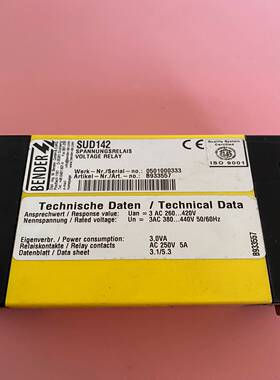 BENDER
SUD142
SPANNUNGSRELAIS
VOLTAGE RELAY
Werk-Nr./Serial-no.: 0501000333
Artikel-Nr./Art.-no.: B933557
CE
Quality System
Certified
ISO 9001
Technische Daten / Technical Data
Ansprechwert / Response value: Uan = 3 AC 260...420V
Nennspannung / Rated voltage: Un = 3AC 380...440V 50/60Hz
Eigenverbr. / Power consumption: 3.0VA
Relaiskontakte / Relay contacts AC 250V 5A
Datenblatt / Data sheet 3.1/5.3
B933557